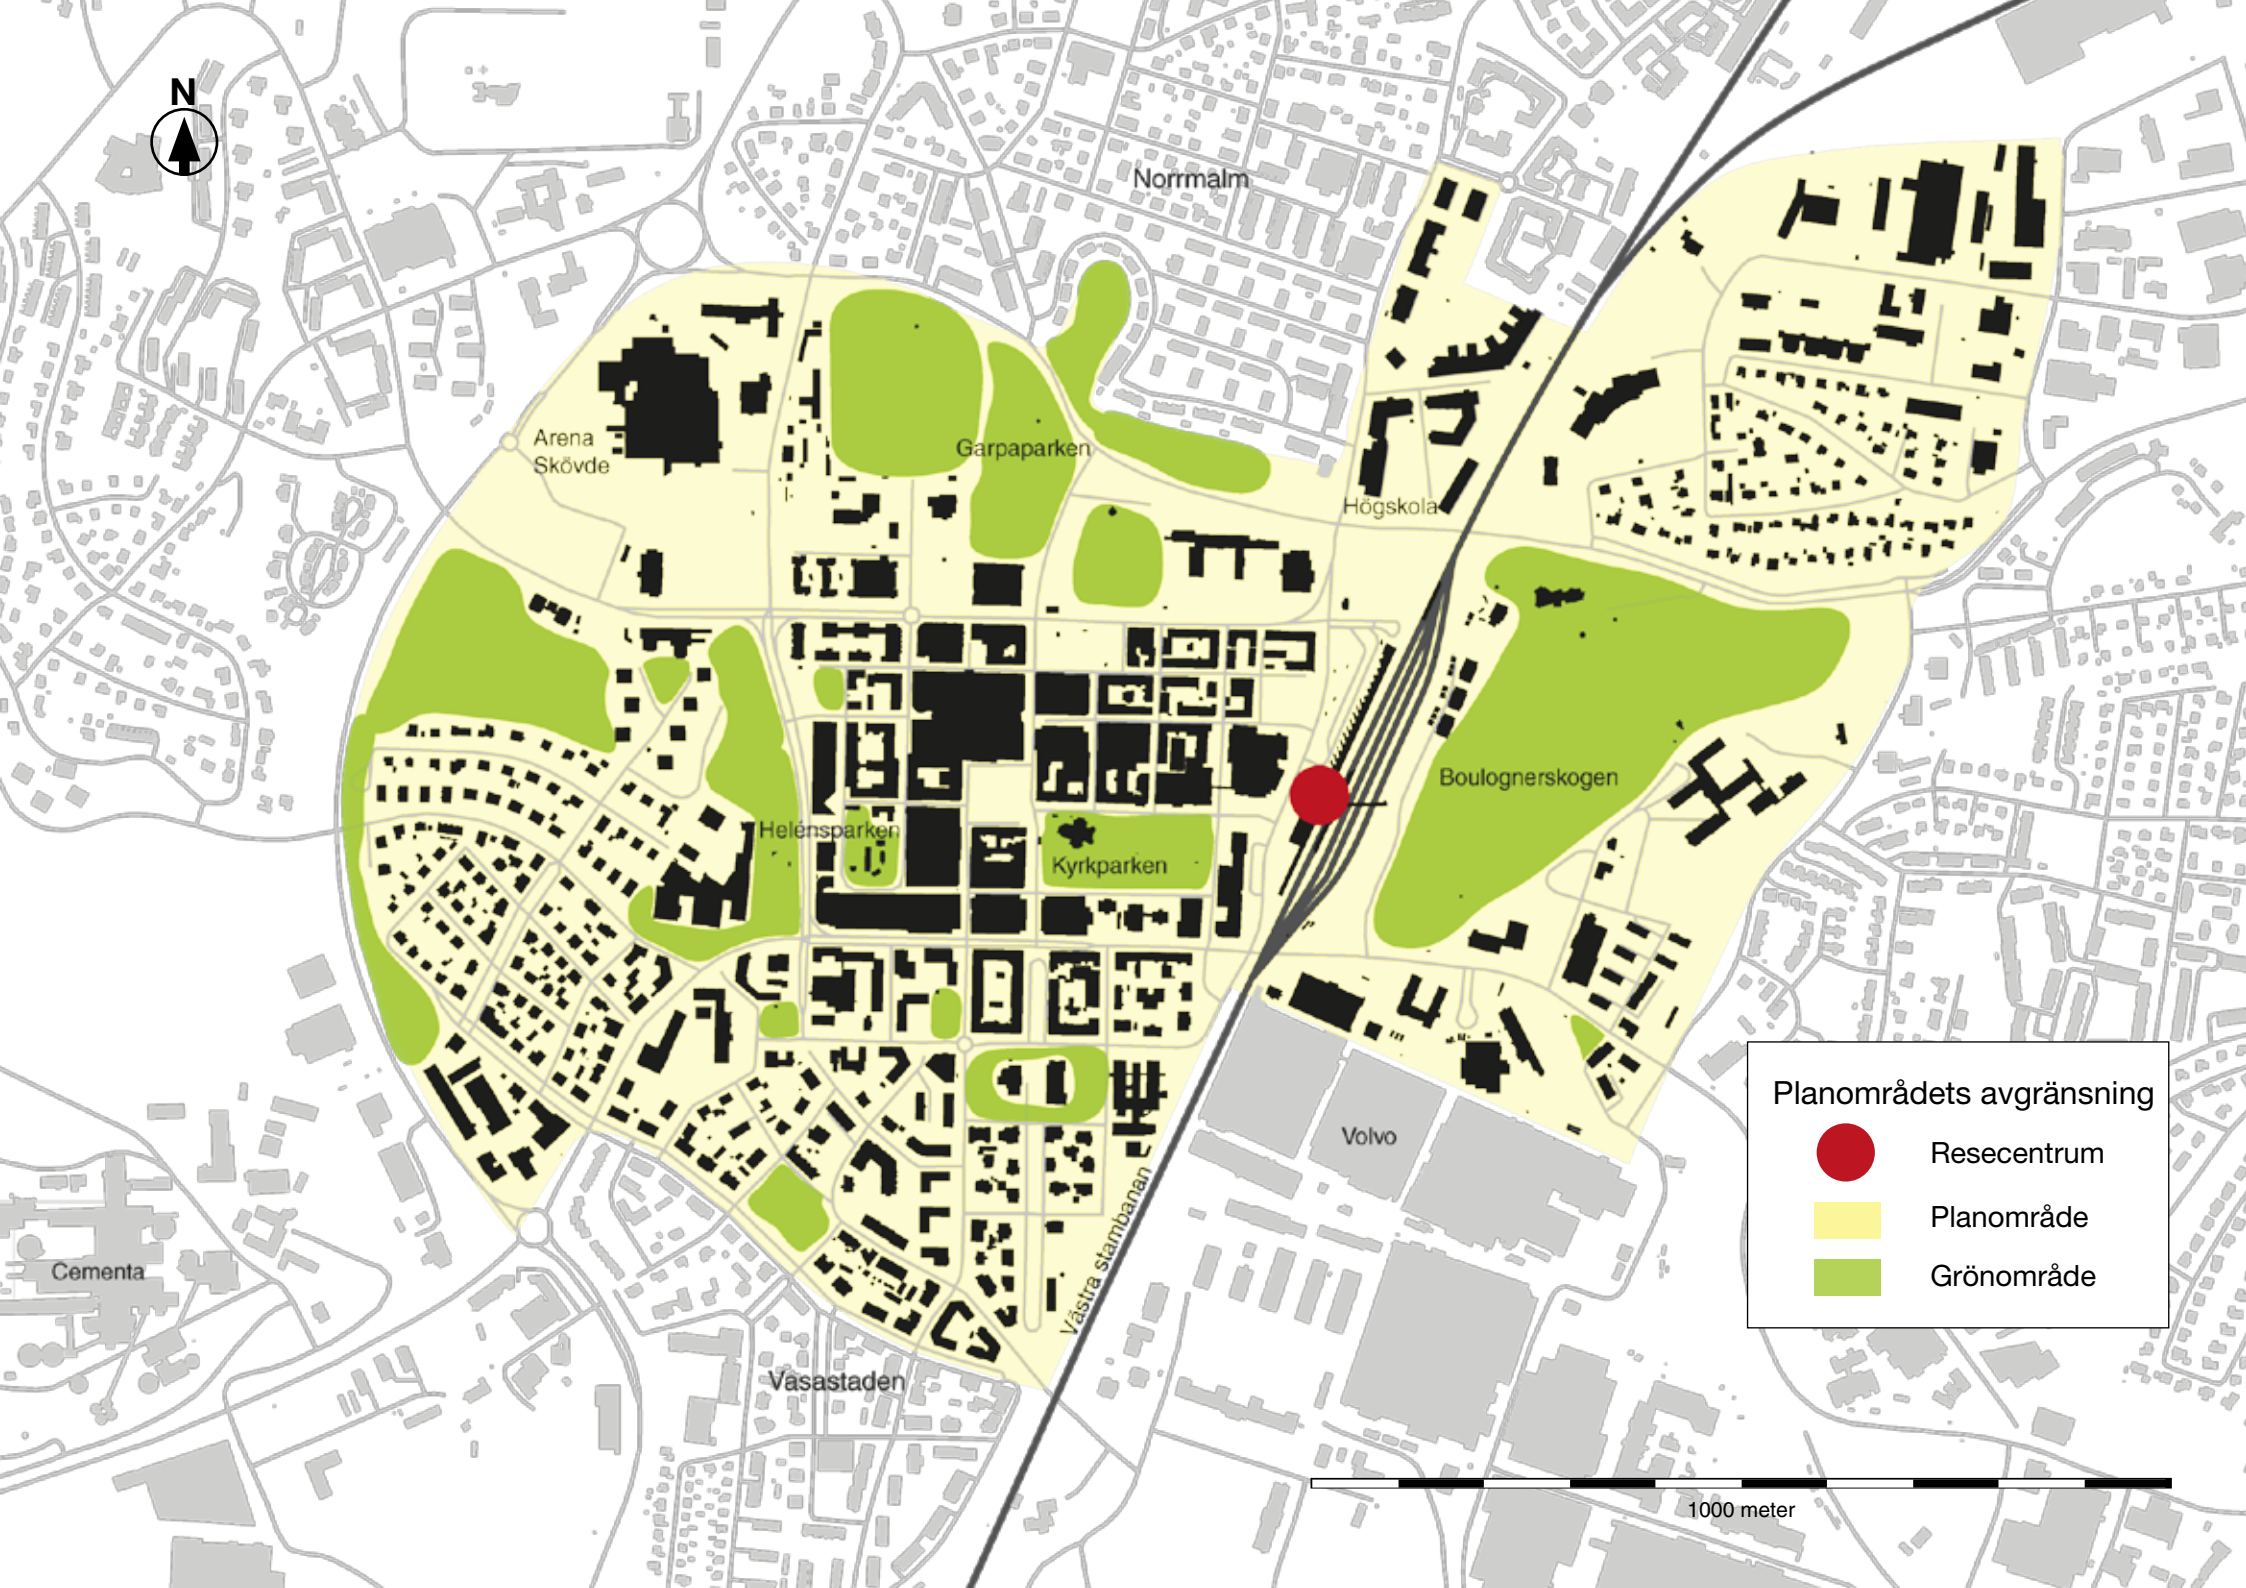 N
Norrmalm
Arena
Skövde
Garpaparken
Högskola
Boulognerskogen
Helénsparken
Kyrkparken
Volvo
Västra stambanan
Cementa
Vasastaden
Planområdets avgränsning
Resecentrum
Planområde
Grönområde
1000 meter